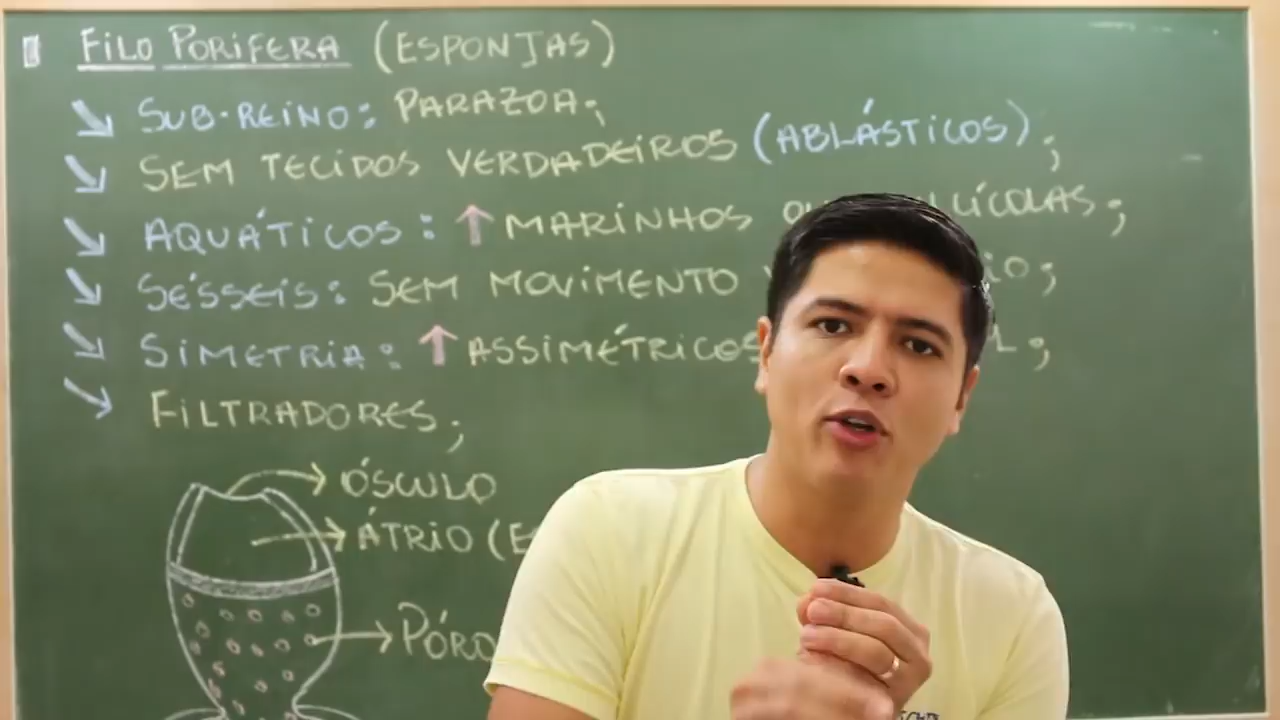 FILO PORIFERA (ESPONJAS)
SUB-REINO: PARAZOA;
SEM TECIDOS VERDADEIROS (ABLÁSTICOS);
AQUÁTICOS: ↑ MARINHOS
SÉSSEIS: SEM MOVIMENTO
SIMETRIA: ↑ ASSIMÉTRICOS
FILTRADORES;
ÓSCULO
ÁTRIO
PÓRO